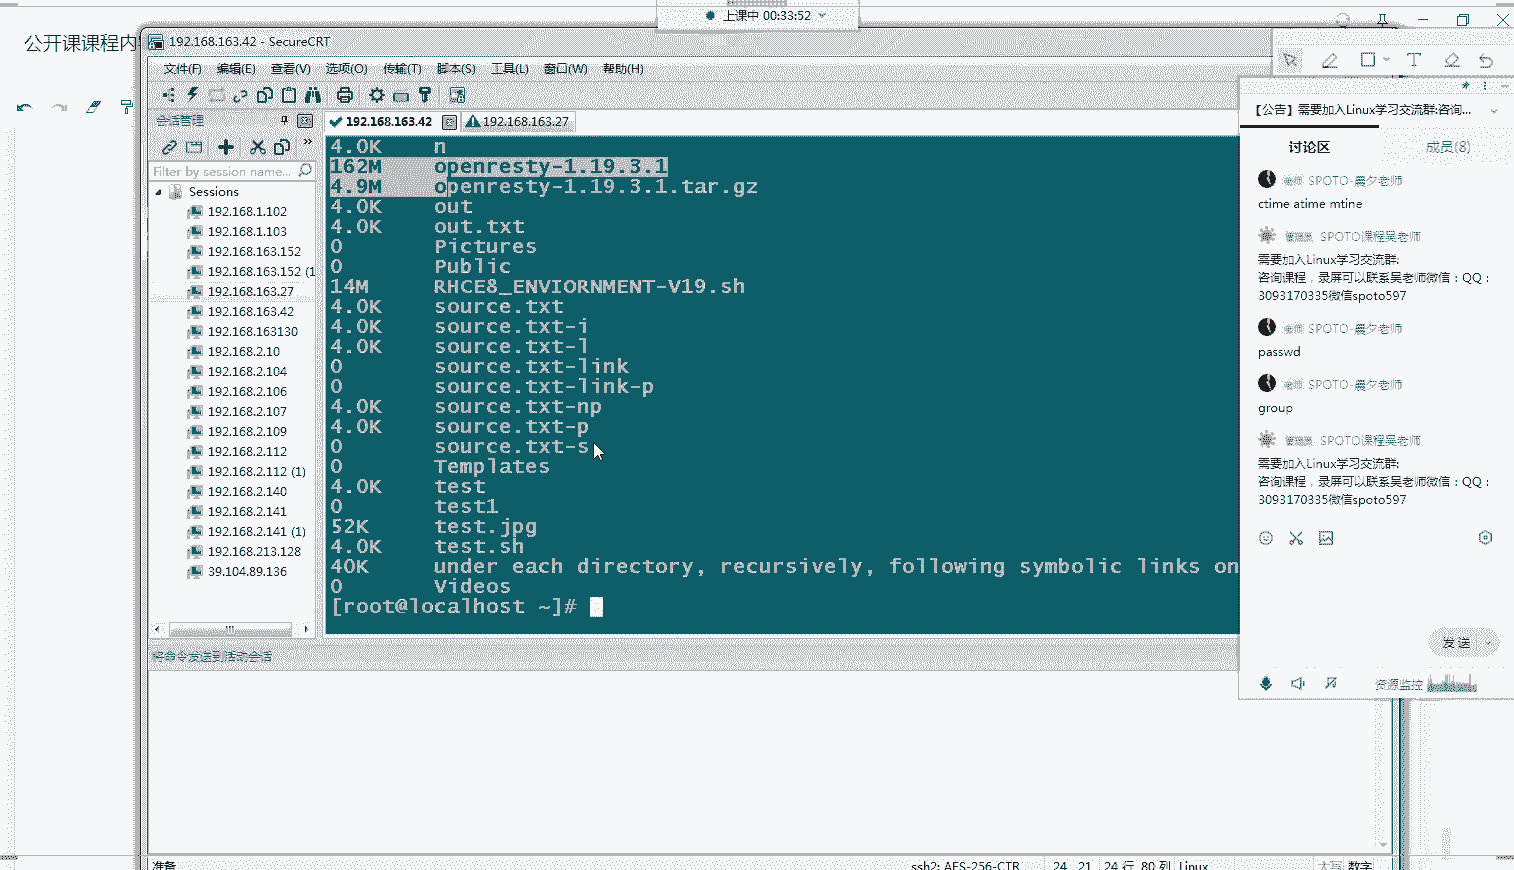 上课中 00:33:52
公开课课程内
192.168.163.42 - SecureCRT
文件(F) 编辑(E) 查看(V) 选项(O) 传输(T) 脚本(S) 工具(L) 窗口(W) 帮助(H)
会话管理
192.168.163.42
192.168.163.27
Filter by session name...
Sessions
192.168.1.102
192.168.1.103
192.168.163.152
192.168.163.152 (1
192.168.163.27
192.168.163.42
192.168.163130
192.168.2.10
192.168.2.104
192.168.2.106
192.168.2.107
192.168.2.109
192.168.2.112
192.168.2.112 (1)
192.168.2.140
192.168.2.141
192.168.2.141 (1)
192.168.213.128
39.104.89.136
4.0K n
162M openresty-1.19.3.1
4.9M openresty-1.19.3.1.tar.gz
4.0K out
4.0K out.txt
0 Pictures
0 Public
14M RHCE8_ENVIORNMENT-V19.sh
4.0K source.txt
4.0K source.txt-i
4.0K source.txt-l
0 source.txt-link
0 source.txt-link-p
4.0K source.txt-np
4.0K source.txt-p
0 source.txt-s
0 Templates
4.0K test
0 test1
52K test.jpg
4.0K test.sh
40K under each directory, recursively, following symbolic links on
0 Videos
[root@localhost ~]#
将命令发送到活动会话
准备
ssh2: AES-256-CTR 24, 21 24 行, 80 列 Linux 大写 数字
【公告】需要加入Linux学习交流群:咨询...
讨论区 成员(8)
SPOTO-晨夕老师
ctime atime mtine
SPOTO课程吴老师
需要加入Linux学习交流群:
咨询课程，录屏可以联系吴老师微信：QQ：
3093170335微信spoto597
SPOTO-晨夕老师
passwd
SPOTO-晨夕老师
group
SPOTO课程吴老师
需要加入Linux学习交流群:
咨询课程，录屏可以联系吴老师微信：QQ：
3093170335微信spoto597
发送
资源监控